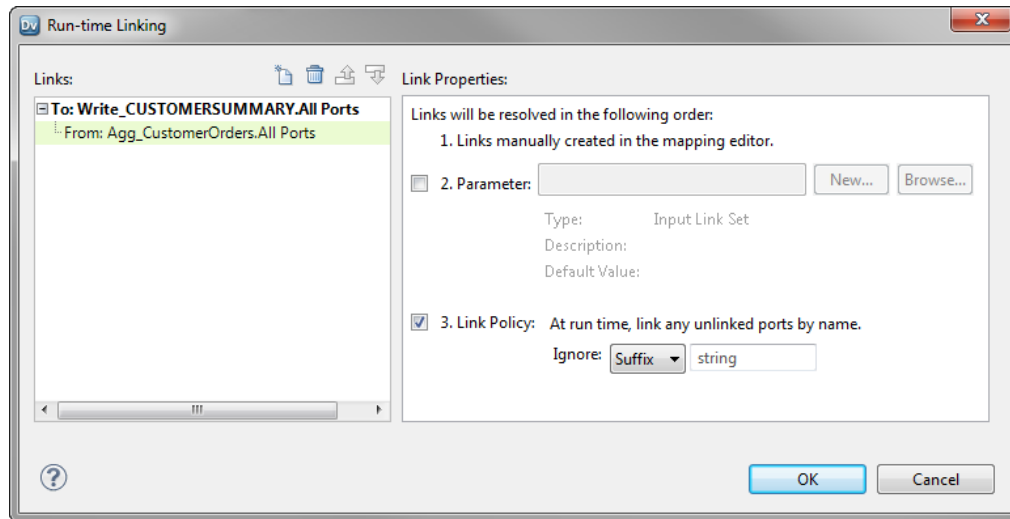 Dv Run-time Linking
Links:
To: Write_CUSTOMERSUMMARY.All Ports
From: Agg_CustomerOrders.All Ports
Link Properties:
Links will be resolved in the following order:
1. Links manually created in the mapping editor.
2. Parameter:
New...
Browse...
Type: Input Link Set
Description:
Default Value:
3. Link Policy: At run time, link any unlinked ports by name.
Ignore: Suffix string
?
OK
Cancel